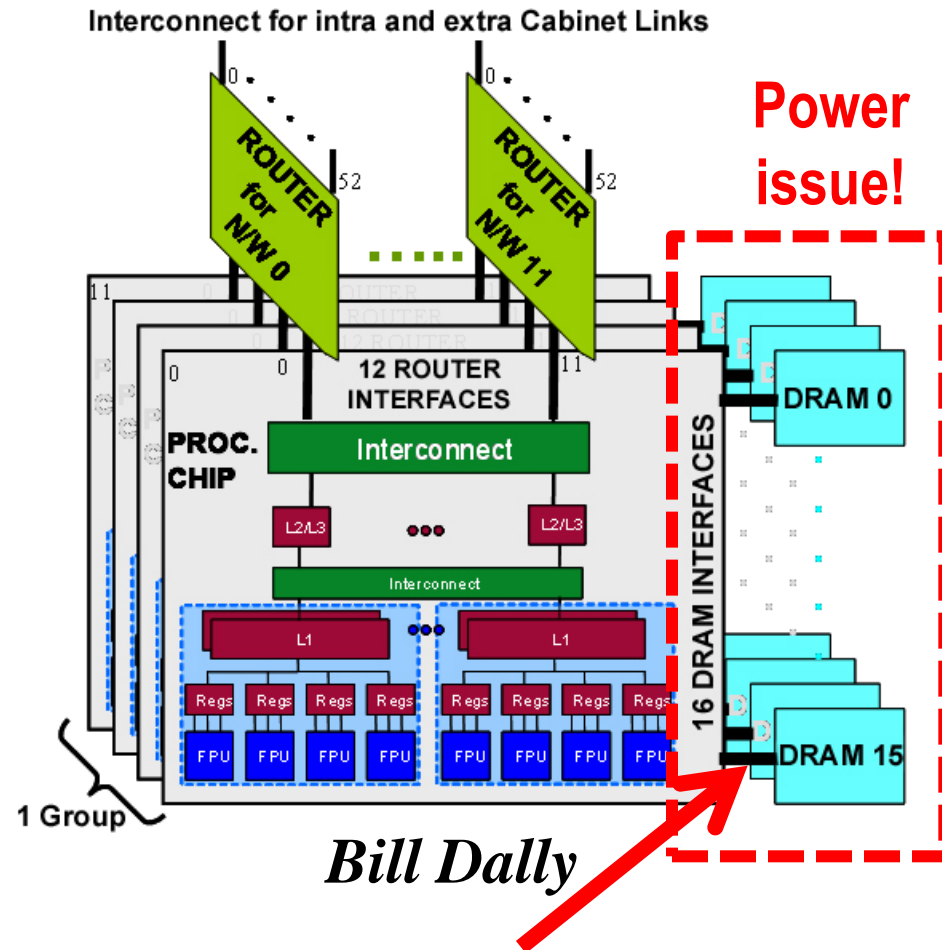 Interconnect for intra and extra Cabinet Links
0
0
Power
issue!
ROUTER
for
N/W 0
52
ROUTER
for
N/W 11
52
11
0
0
12 ROUTER
INTERFACES
11
PROC.
CHIP
Interconnect
L2/L3
L2/L3
Interconnect
L1
L1
Regs
Regs
Regs
Regs
Regs
Regs
Regs
Regs
FPU
FPU
FPU
FPU
FPU
FPU
FPU
FPU
16 DRAM INTERFACES
DRAM 0
DRAM 15
1 Group
Bill Dally